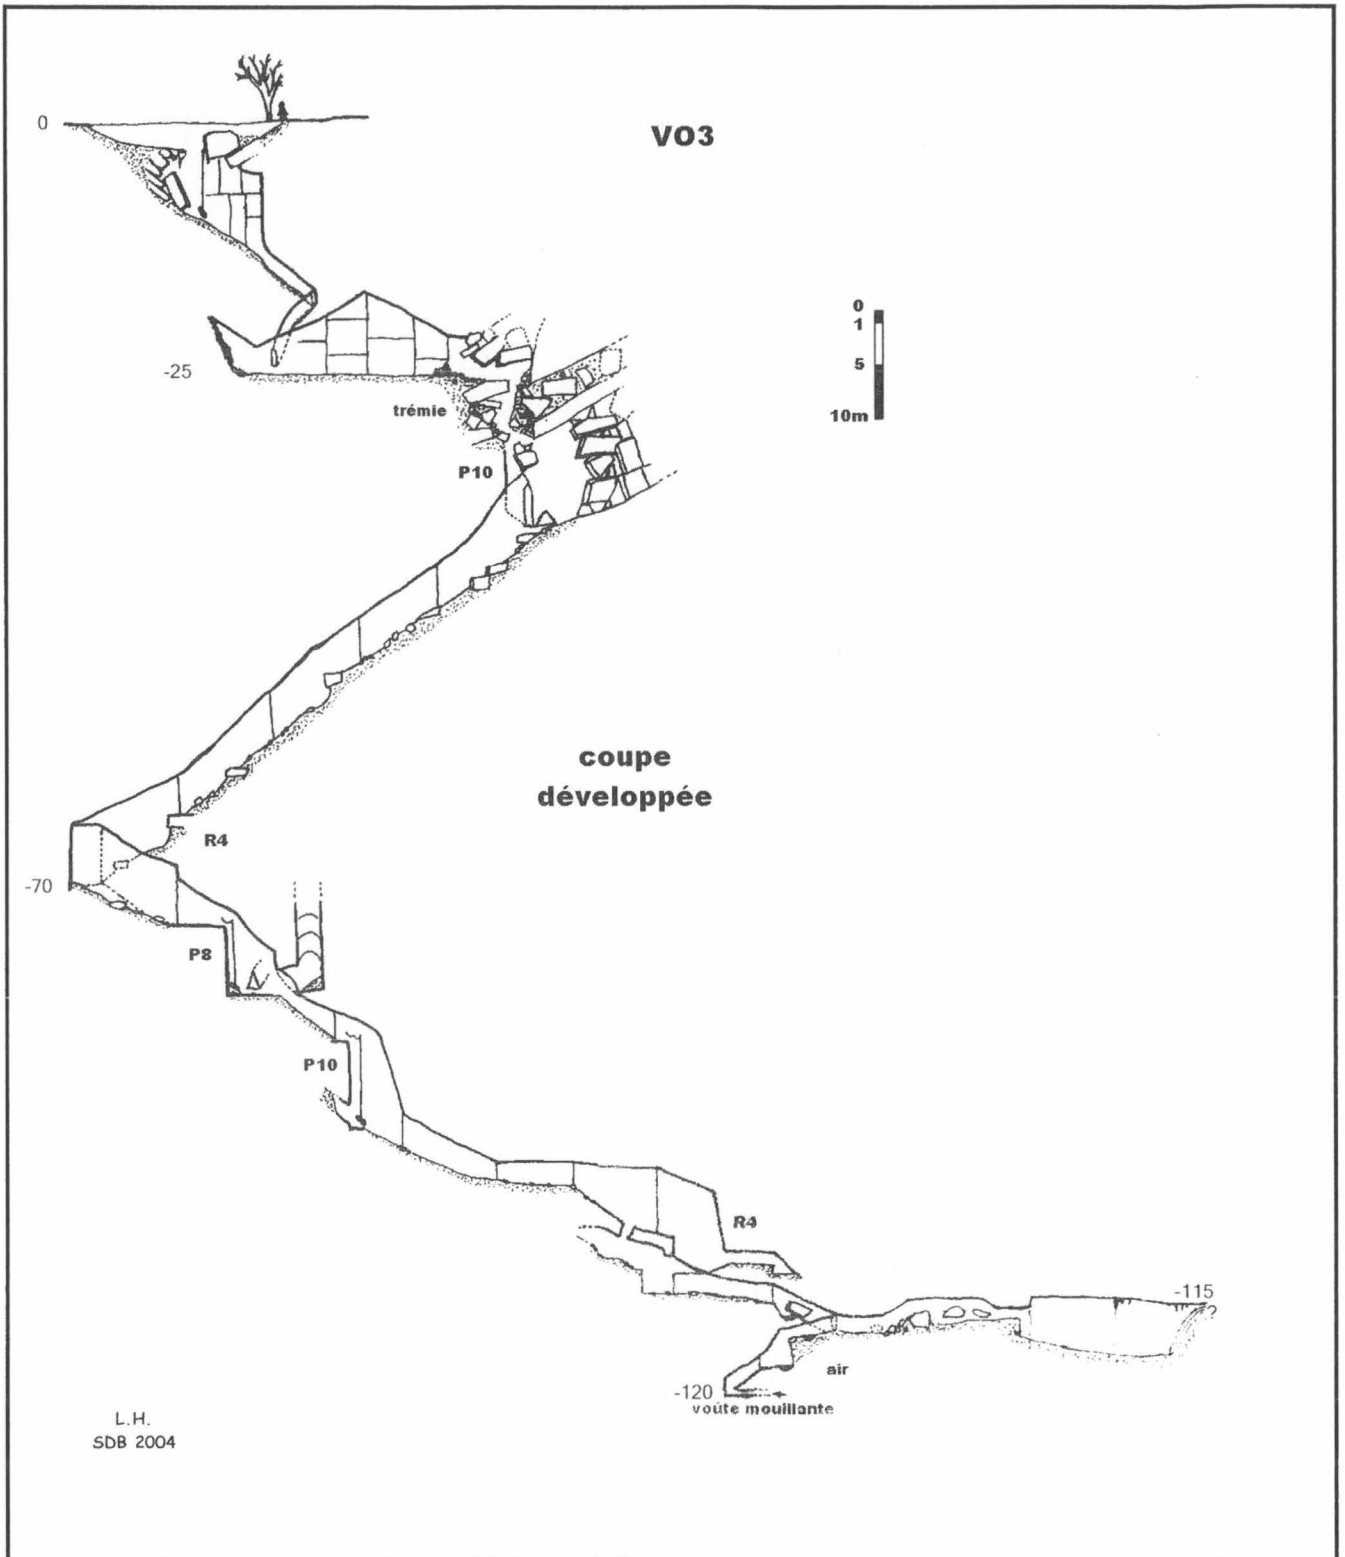 VO3
0
0
1
5
10m
-25
trémie
P10
coupe
développée
R4
-70
P8
P10
R4
-115
?
air
-120
voûte mouillante
L.H.
SDB 2004